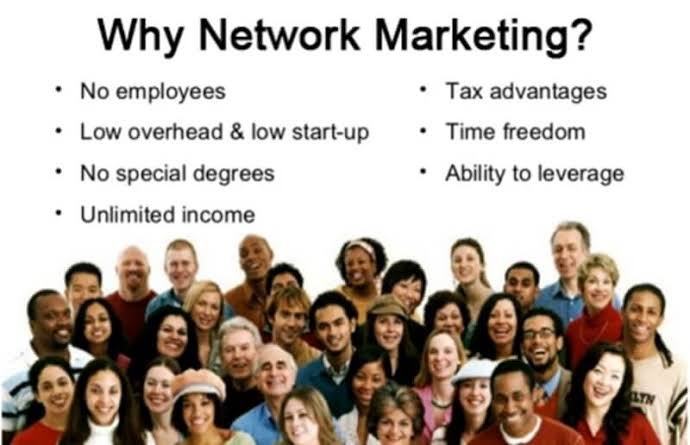 Why Network Marketing?
• No employees
• Low overhead & low start-up
• No special degrees
• Unlimited income
• Tax advantages
• Time freedom
• Ability to leverage
LYN